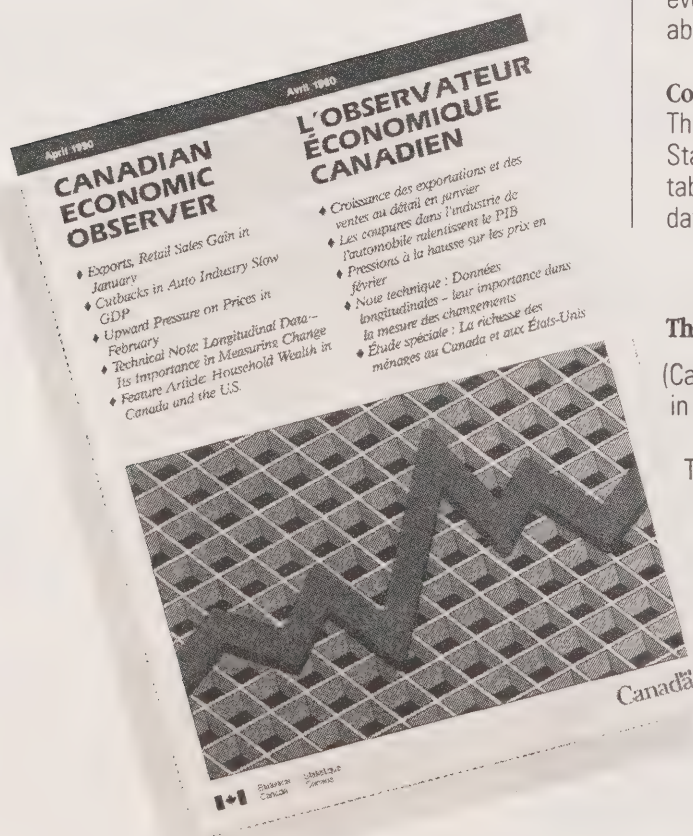 April 1990
Avril 1990
CANADIAN
ECONOMIC
OBSERVER
♦ Exports, Retail Sales Gain in
January
♦ Cutbacks in Auto Industry Slow
GDP
♦ Upward Pressure on Prices in
February
♦ Technical Note: Longitudinal Data –
Its Importance in Measuring Change
♦ Feature Article: Household Wealth in
Canada and the U.S.
L'OBSERVATEUR
ÉCONOMIQUE
CANADIEN
♦ Croissance des exportations et des
ventes au détail en janvier
♦ Les coupures dans l'industrie de
l'automobile ralentissent le PIB
♦ Pressions à la hausse sur les prix en
février
♦ Note technique : Données
longitudinales – leur importance dans
la mesure des changements
♦ Étude spéciale : La richesse des
ménages au Canada et aux États-Unis
Canada
Statistics Statistique
Canada Canada
eve
ab
Co
Th
Sta
tab
da
Th
(Ca
in
T